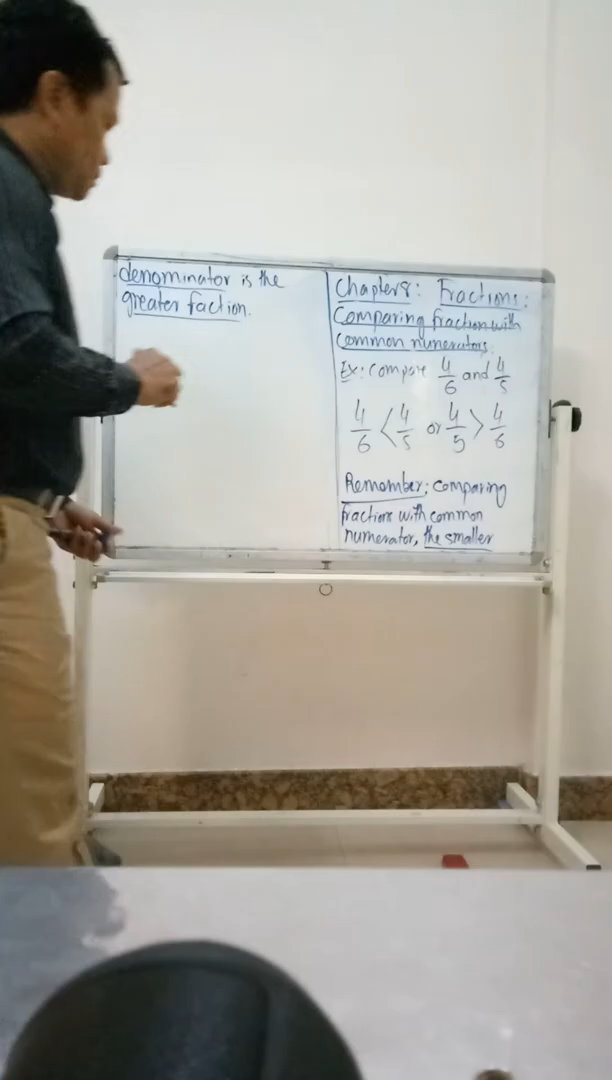 Chapter8: Fractions:
Comparing fraction with
common numerators.
Ex: compare 4/6 and 4/5
4/6 < 4/5 or 4/5 > 4/6
Remember: comparing
fractions with common
numerator, the smaller
denominator is the
greater faction.